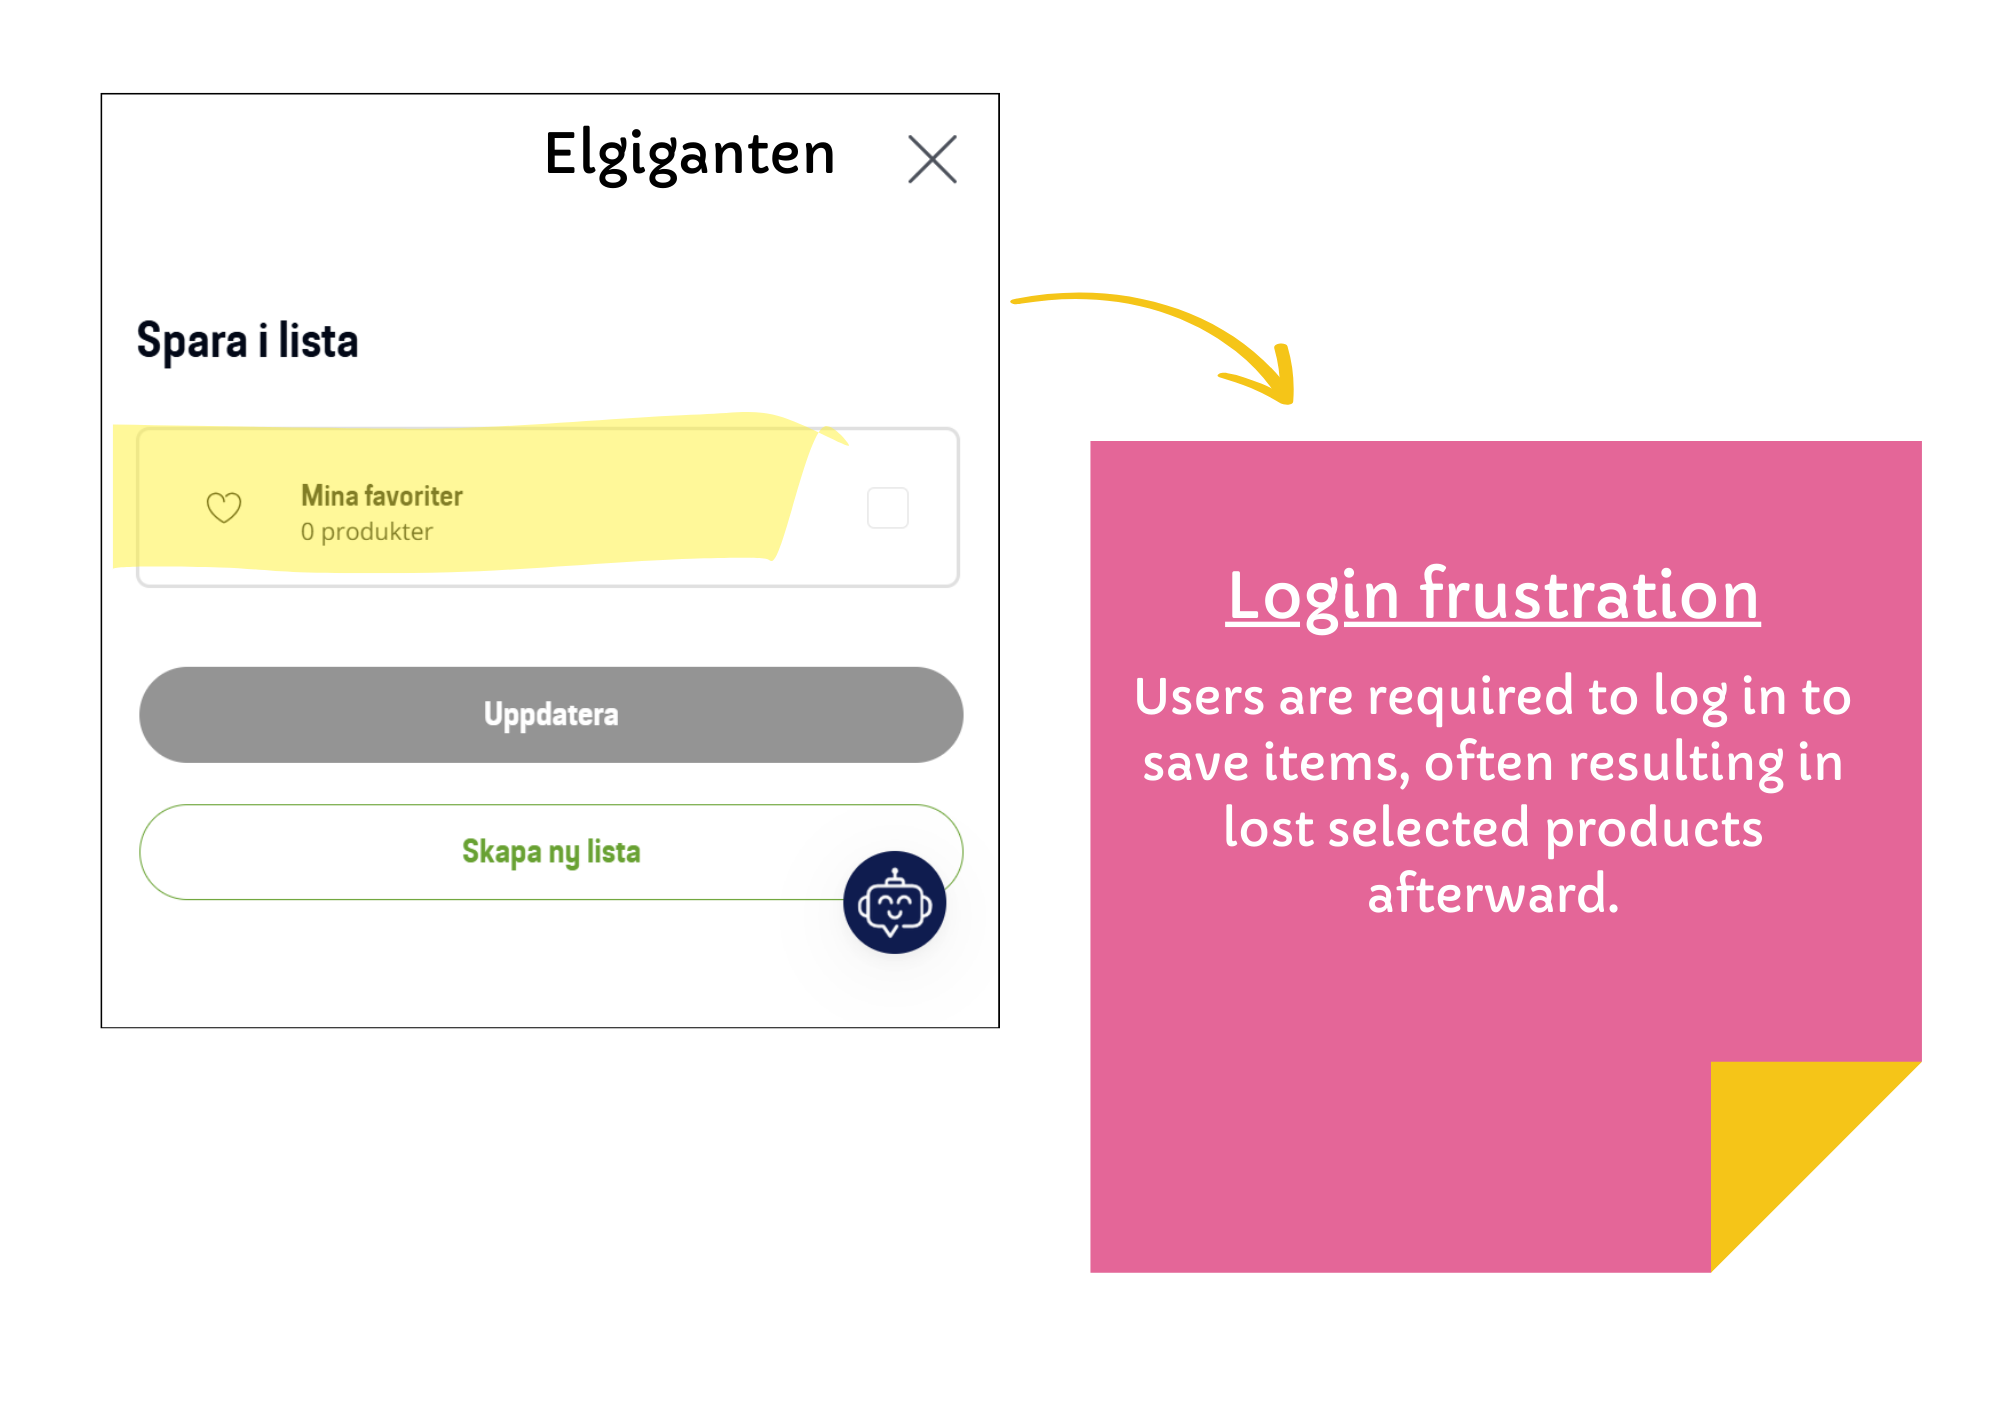 Elgiganten
Spara i lista
Mina favoriter
0 produkter
Uppdatera
Skapa ny lista
Login frustration
Users are required to log in to
save items, often resulting in
lost selected products
afterward.